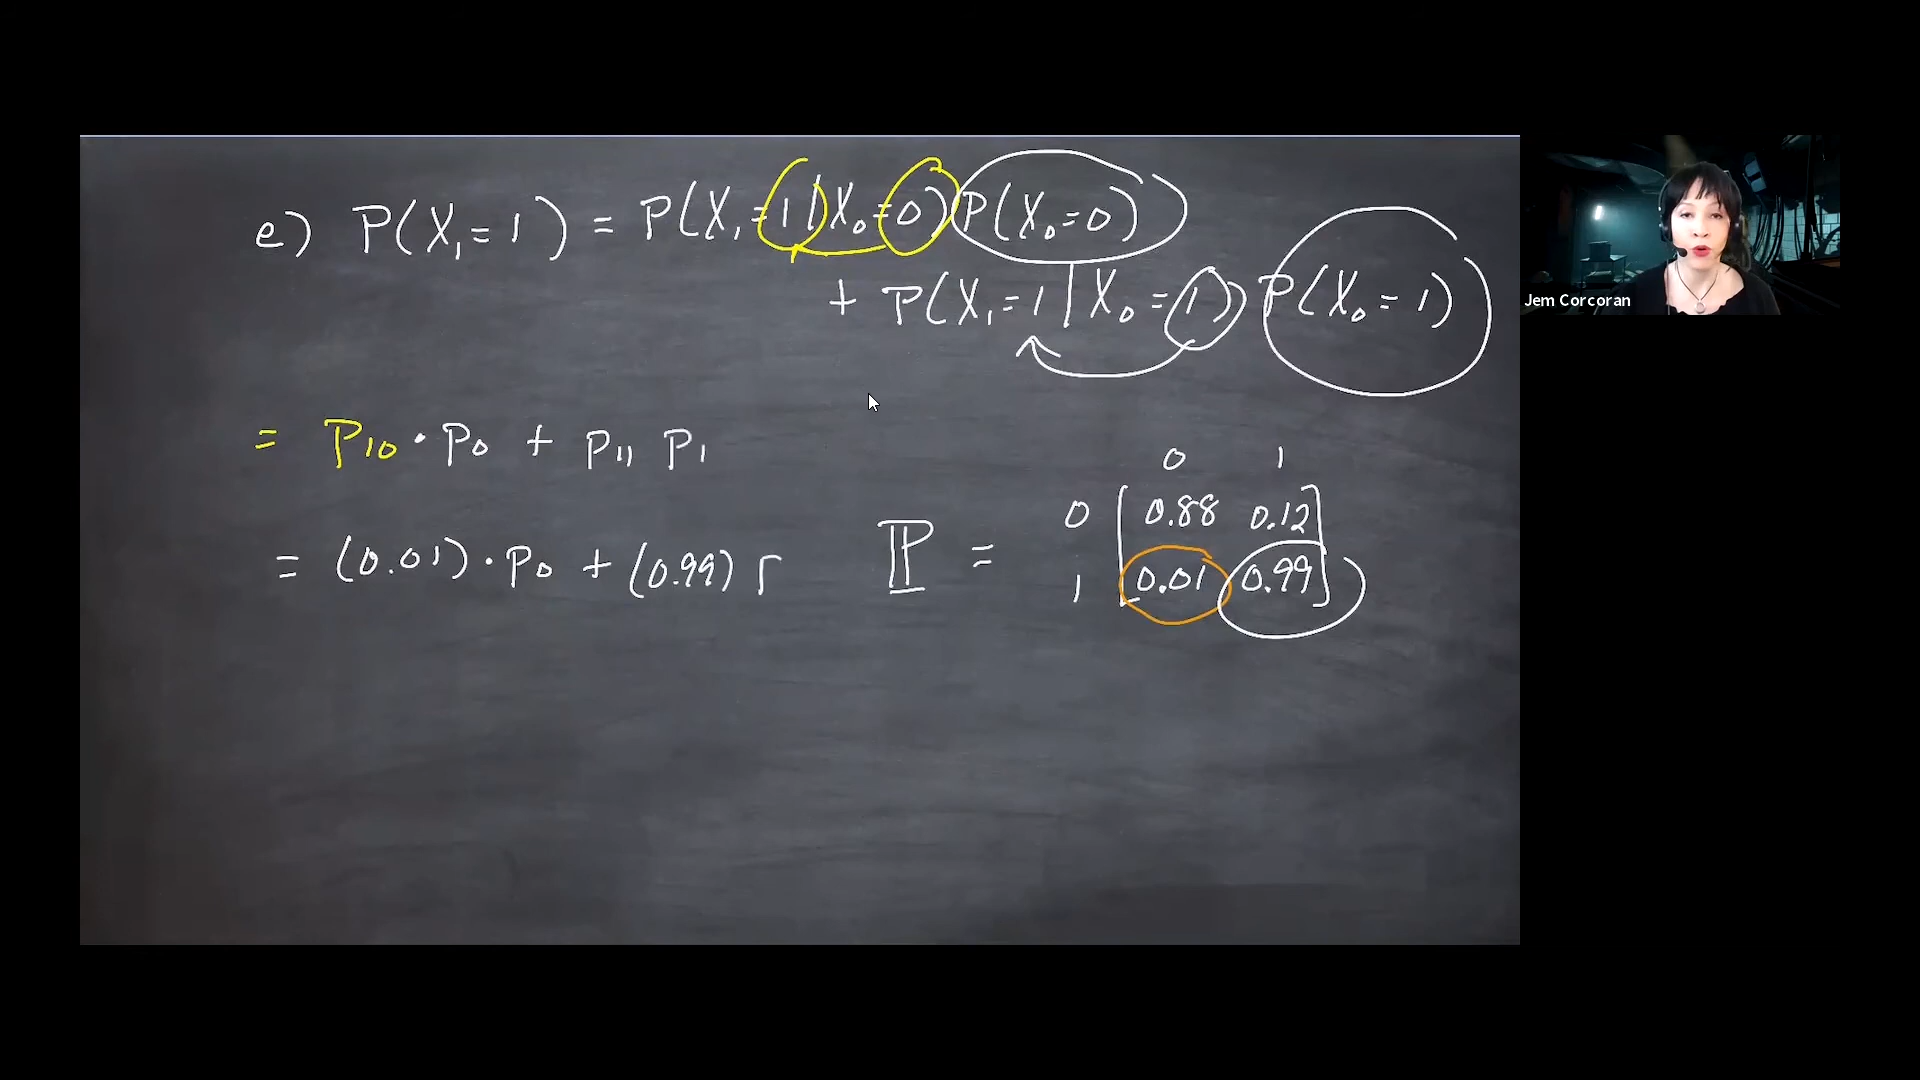 e) P(X₁=1) = P(X₁=1|X₀=0)P(X₀=0)
+ P(X₁=1|X₀=1) P(X₀=1)
Jem Corcoran
= P₁₀ · P₀ + P₁₁ P₁
0 1
0 [0.88 0.12]
= (0.01) · P₀ + (0.99) ℙ =
1 [0.01 0.99]